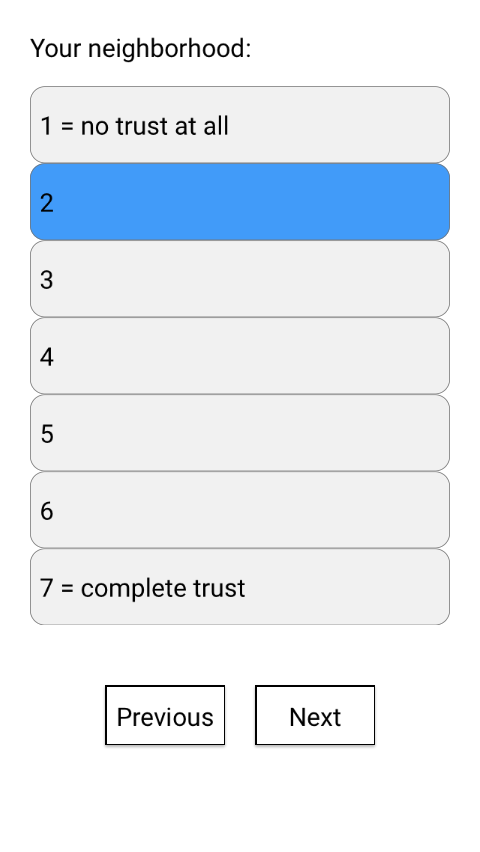 Your neighborhood:
1 = no trust at all
2
3
4
5
6
7 = complete trust
Previous
Next